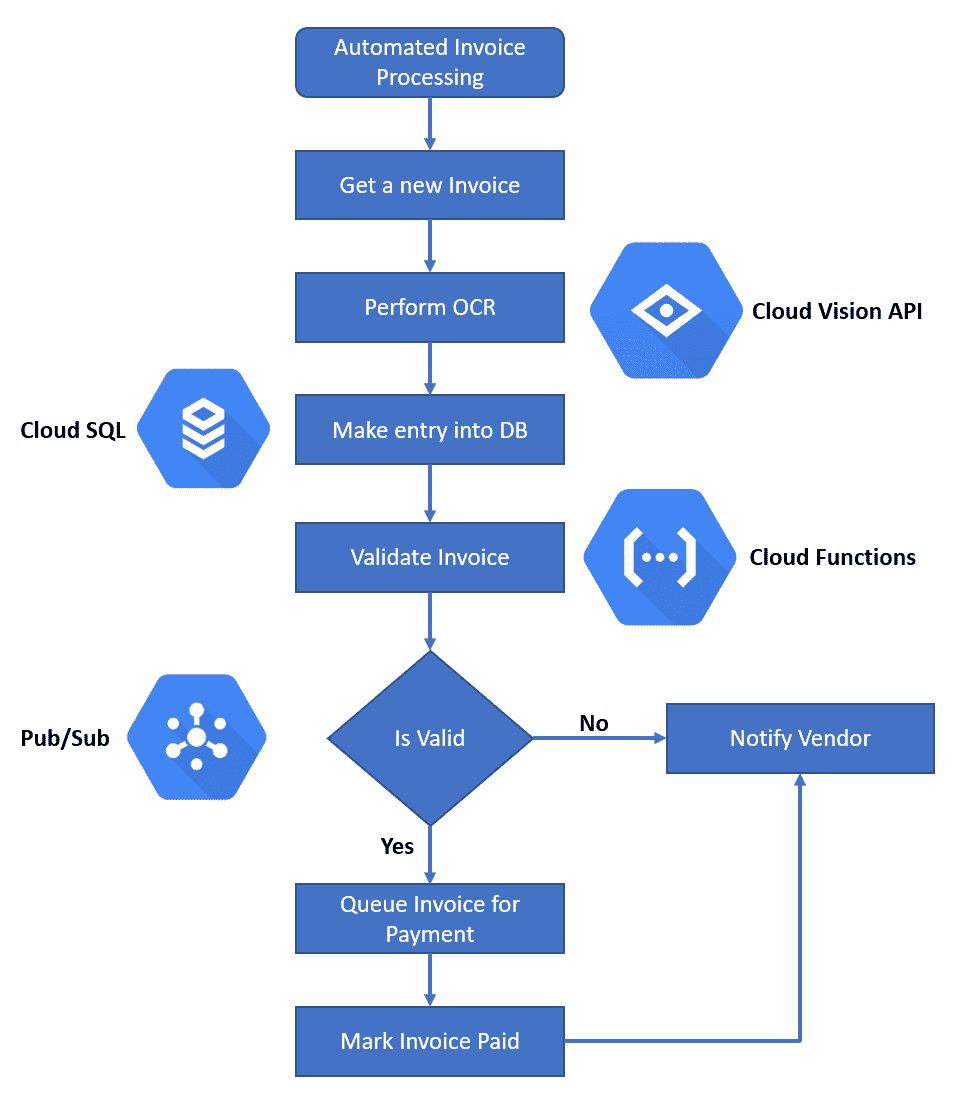 Automated Invoice
Processing
Get a new Invoice
Perform OCR
Cloud Vision API
Cloud SQL
Make entry into DB
Validate Invoice
Cloud Functions
Pub/Sub
Is Valid
No
Notify Vendor
Yes
Queue Invoice for
Payment
Mark Invoice Paid